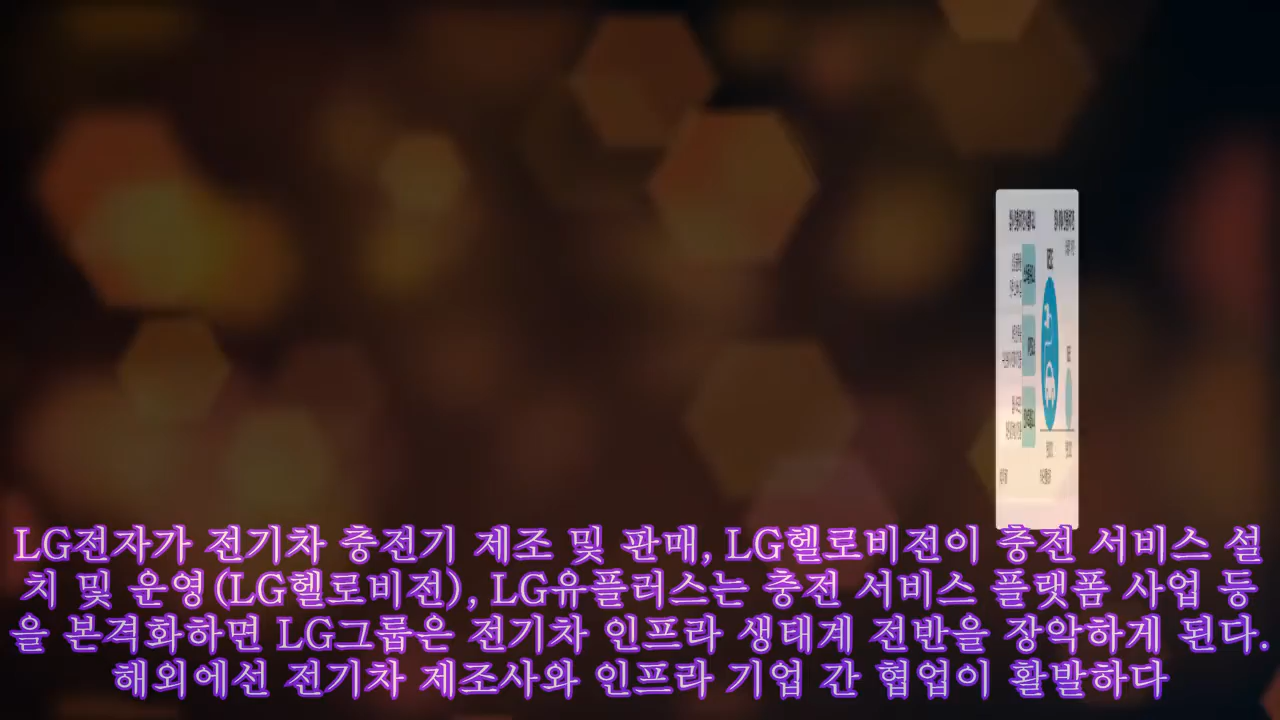 LG전자가 전기차 충전기 제조 및 판매, LG헬로비전이 충전 서비스 설
치 및 운영(LG헬로비전), LG유플러스는 충전 서비스 플랫폼 사업 등
을 본격화하면 LG그룹은 전기차 인프라 생태계 전반을 장악하게 된다.
해외에선 전기차 제조사와 인프라 기업 간 협업이 활발하다